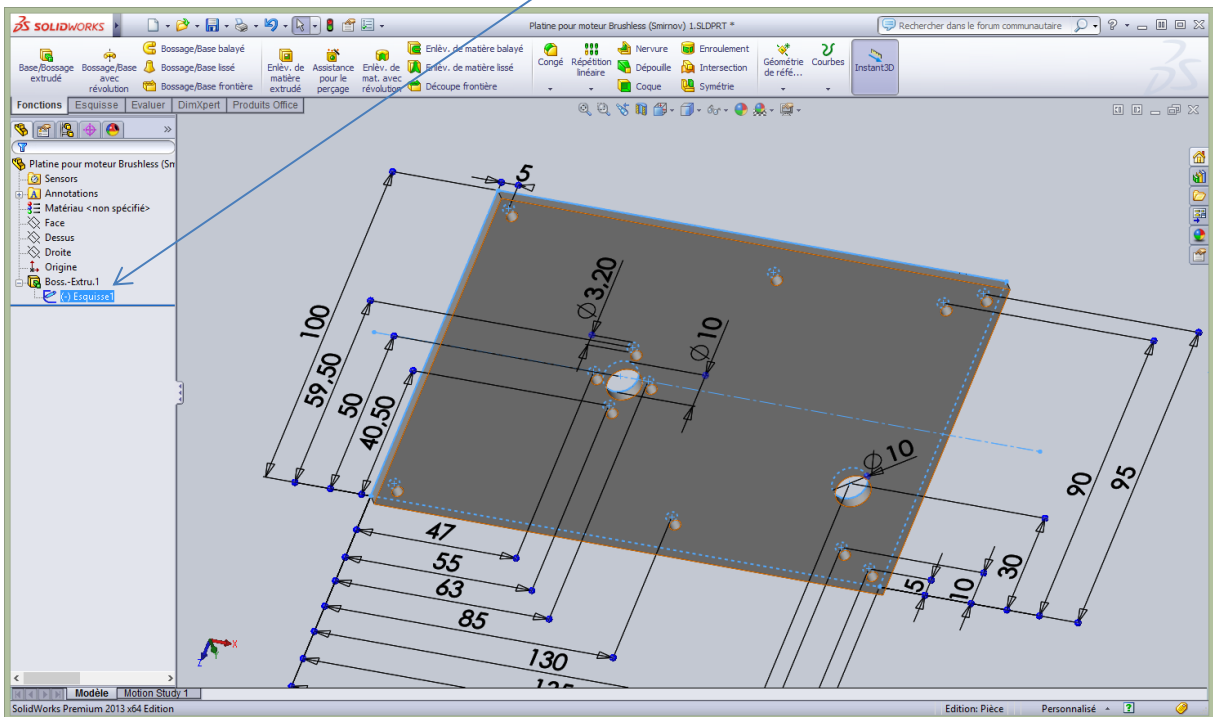 SOLIDWORKS
Platine pour moteur Brushless (Smirnov) 1.SLDPRT *
Rechercher dans le forum communautaire
Base/Bossage extrudé
Bossage/Base avec révolution
Bossage/Base balayé
Bossage/Base lissé
Bossage/Base frontière
Enlèv. de matière extrudé
Assistance pour le perçage
Enlèv. de mat. avec révolution
Enlèv. de matière balayé
Enlèv. de matière lissé
Découpe frontière
Congé
Répétition linéaire
Nervure
Dépouille
Coque
Enroulement
Intersection
Symétrie
Géométrie de réfé...
Courbes
Instant3D
Fonctions Esquisse Evaluer DimXpert Produits Office
Platine pour moteur Brushless (Sm
Sensors
Annotations
Matériau <non spécifié>
Face
Dessus
Droite
Origine
Boss.-Extru.1
(-) Esquisse1
5
100
59,50
50
40,50
Ø3,20
Ø10
Ø10
90
95
30
10
5
47
55
63
85
130
X
Z
Modèle Motion Study 1
SolidWorks Premium 2013 x64 Edition
Edition: Pièce
Personnalisé